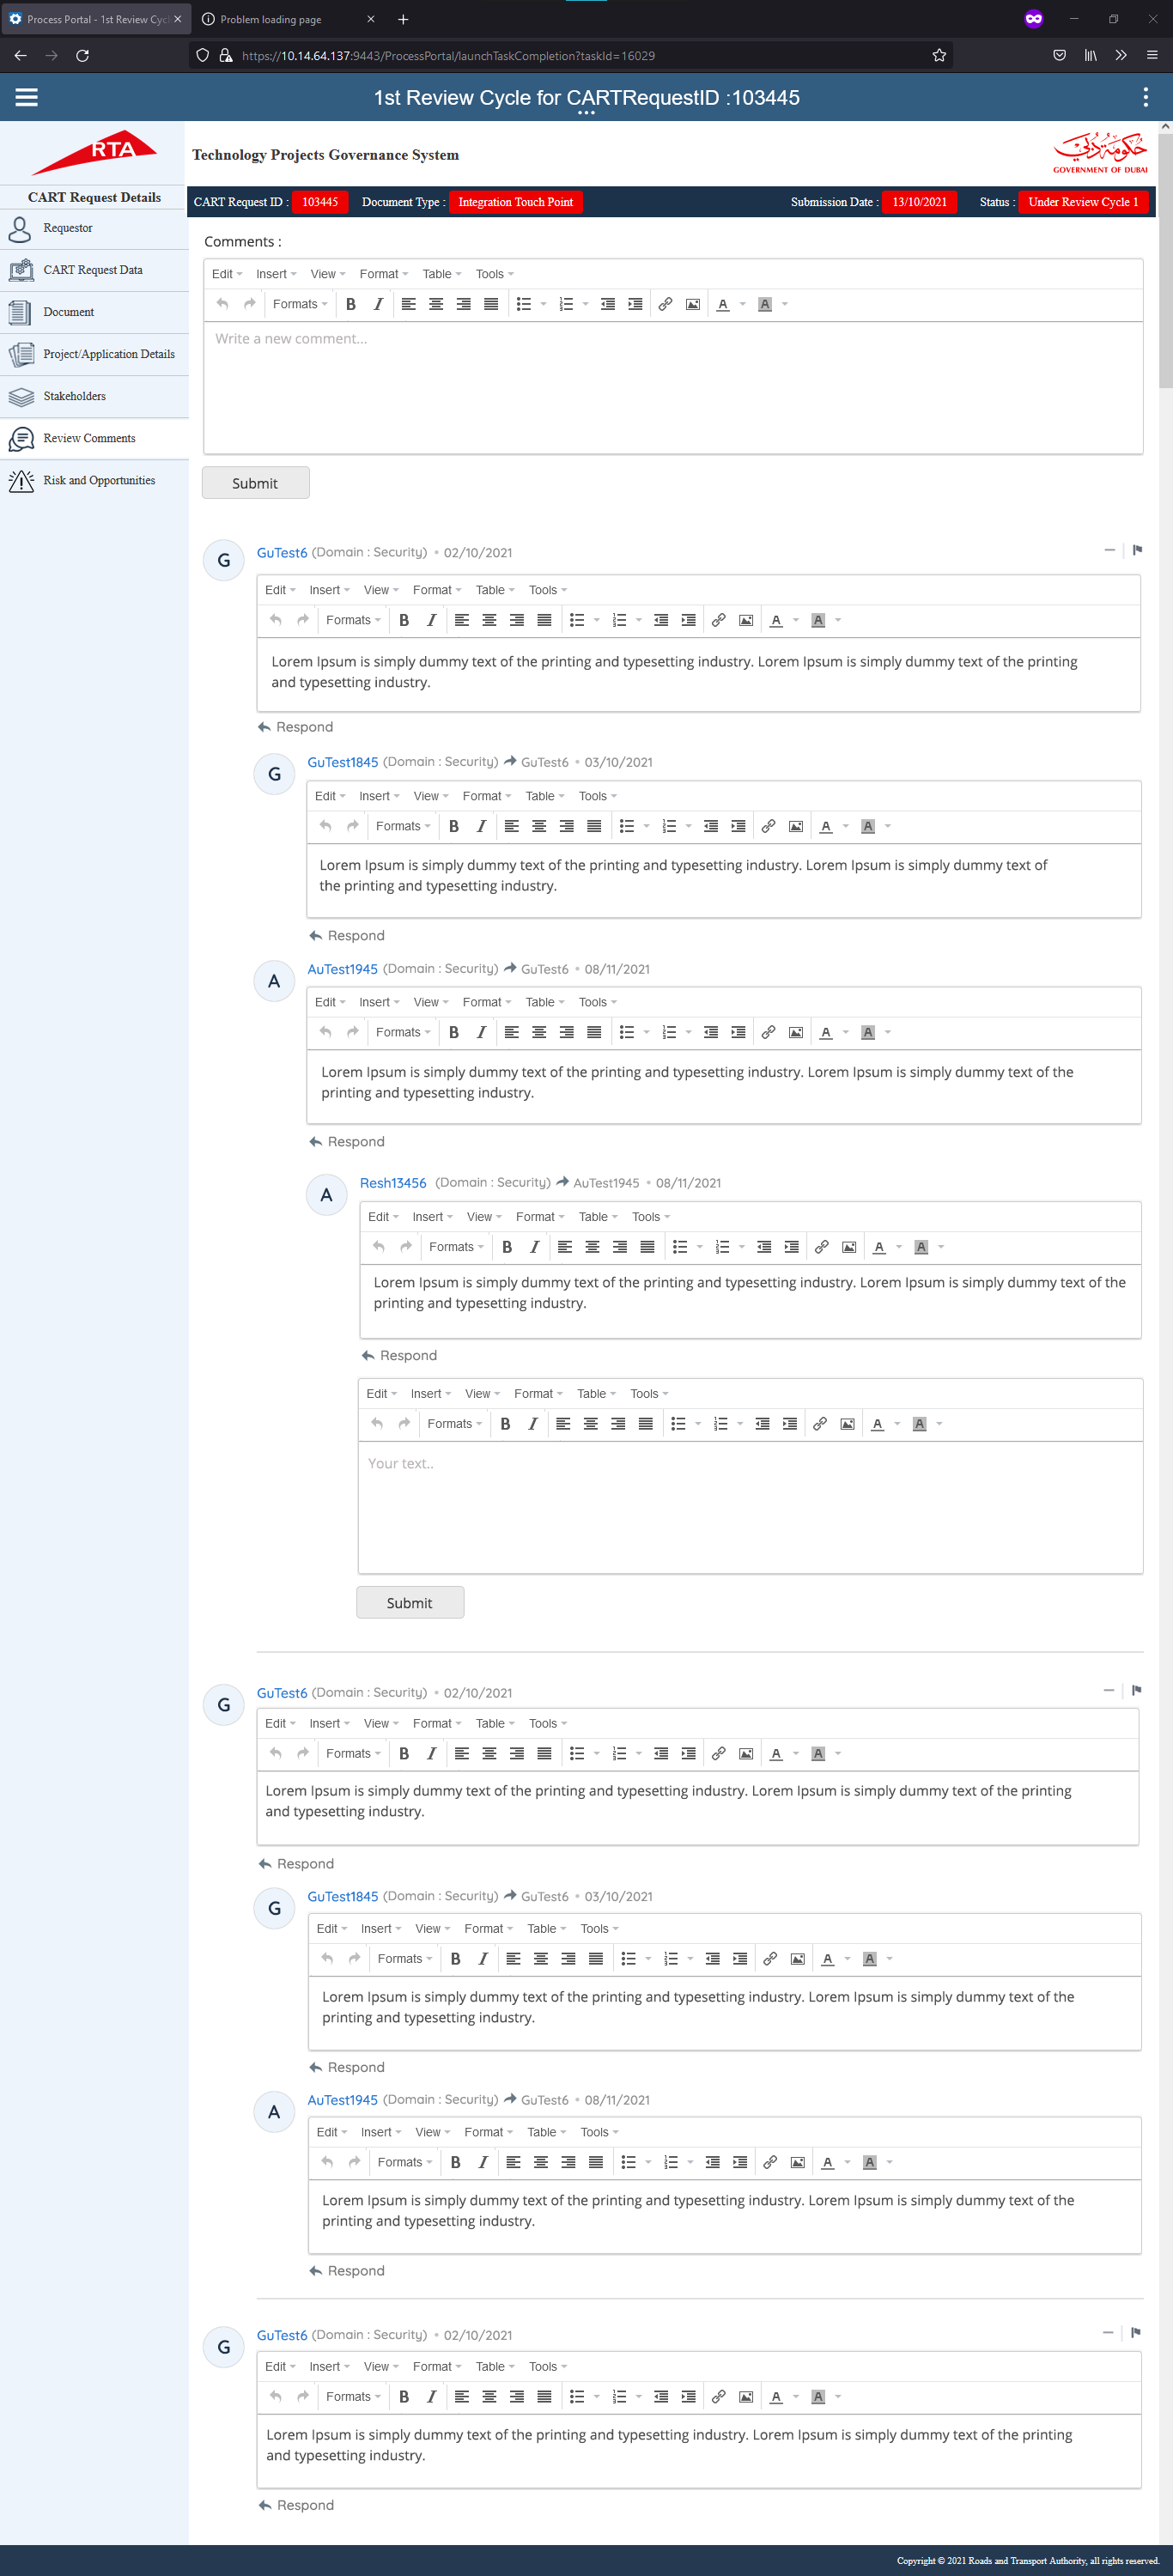 Process Portal - 1st Review Cycl
Problem loading page
https://10.14.64.137:9443/ProcessPortal/launchTaskCompletion?taskId=16029
1st Review Cycle for CARTRequestID :103445
RTA
Technology Projects Governance System
حكومة دبي
GOVERNMENT OF DUBAI
CART Request Details
CART Request ID : 103445 Document Type : Integration Touch Point Submission Date : 13/10/2021 Status : Under Review Cycle 1
Requestor
CART Request Data
Document
Project/Application Details
Stakeholders
Review Comments
Risk and Opportunities
Comments :
Edit Insert View Format Table Tools
Formats B I A A
Write a new comment...
Submit
G
GuTest6 (Domain : Security) • 02/10/2021
Edit Insert View Format Table Tools
Formats B I A A
Lorem Ipsum is simply dummy text of the printing and typesetting industry. Lorem Ipsum is simply dummy text of the printing
and typesetting industry.
Respond
G
GuTest1845 (Domain : Security) GuTest6 • 03/10/2021
Edit Insert View Format Table Tools
Formats B I A A
Lorem Ipsum is simply dummy text of the printing and typesetting industry. Lorem Ipsum is simply dummy text of
the printing and typesetting industry.
Respond
A
AuTest1945 (Domain : Security) GuTest6 • 08/11/2021
Edit Insert View Format Table Tools
Formats B I A A
Lorem Ipsum is simply dummy text of the printing and typesetting industry. Lorem Ipsum is simply dummy text of the
printing and typesetting industry.
Respond
A
Resh13456 (Domain : Security) AuTest1945 • 08/11/2021
Edit Insert View Format Table Tools
Formats B I A A
Lorem Ipsum is simply dummy text of the printing and typesetting industry. Lorem Ipsum is simply dummy text of the
printing and typesetting industry.
Respond
Edit Insert View Format Table Tools
Formats B I A A
Your text..
Submit
G
GuTest6 (Domain : Security) • 02/10/2021
Edit Insert View Format Table Tools
Formats B I A A
Lorem Ipsum is simply dummy text of the printing and typesetting industry. Lorem Ipsum is simply dummy text of the printing
and typesetting industry.
Respond
G
GuTest1845 (Domain : Security) GuTest6 • 03/10/2021
Edit Insert View Format Table Tools
Formats B I A A
Lorem Ipsum is simply dummy text of the printing and typesetting industry. Lorem Ipsum is simply dummy text of the
printing and typesetting industry.
Respond
A
AuTest1945 (Domain : Security) GuTest6 • 08/11/2021
Edit Insert View Format Table Tools
Formats B I A A
Lorem Ipsum is simply dummy text of the printing and typesetting industry. Lorem Ipsum is simply dummy text of the
printing and typesetting industry.
Respond
G
GuTest6 (Domain : Security) • 02/10/2021
Edit Insert View Format Table Tools
Formats B I A A
Lorem Ipsum is simply dummy text of the printing and typesetting industry. Lorem Ipsum is simply dummy text of the printing
and typesetting industry.
Respond
Copyright © 2021 Roads and Transport Authority, all rights reserved.